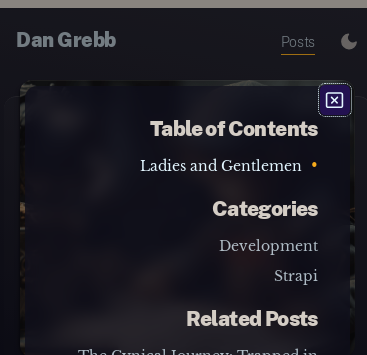 Dan Grebb
Posts
Table of Contents
Ladies and Gentlemen
Categories
Development
Strapi
Related Posts
The Cynical Journey: Trapped in